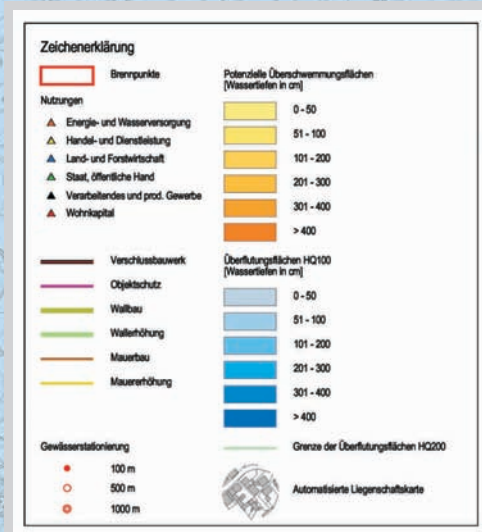 Zeichenerklärung
Brennpunkte
Nutzungen
Energie- und Wasserversorgung
Handel- und Dienstleistung
Land- und Forstwirtschaft
Staat, öffentliche Hand
Verarbeitendes und prod. Gewerbe
Wohnkapital
Verschlussbauwerk
Objektschutz
Wallbau
Wallerhöhung
Mauerbau
Mauererhöhung
Gewässerstationierung
100 m
500 m
1000 m
Potenzielle Überschwemmungsflächen
[Wassertiefen in cm]
0 - 50
51 - 100
101 - 200
201 - 300
301 - 400
> 400
Überflutungsflächen HQ100
[Wassertiefen in cm]
0 - 50
51 - 100
101 - 200
201 - 300
301 - 400
> 400
Grenze der Überflutungsflächen HQ200
Automatisierte Liegenschaftskarte